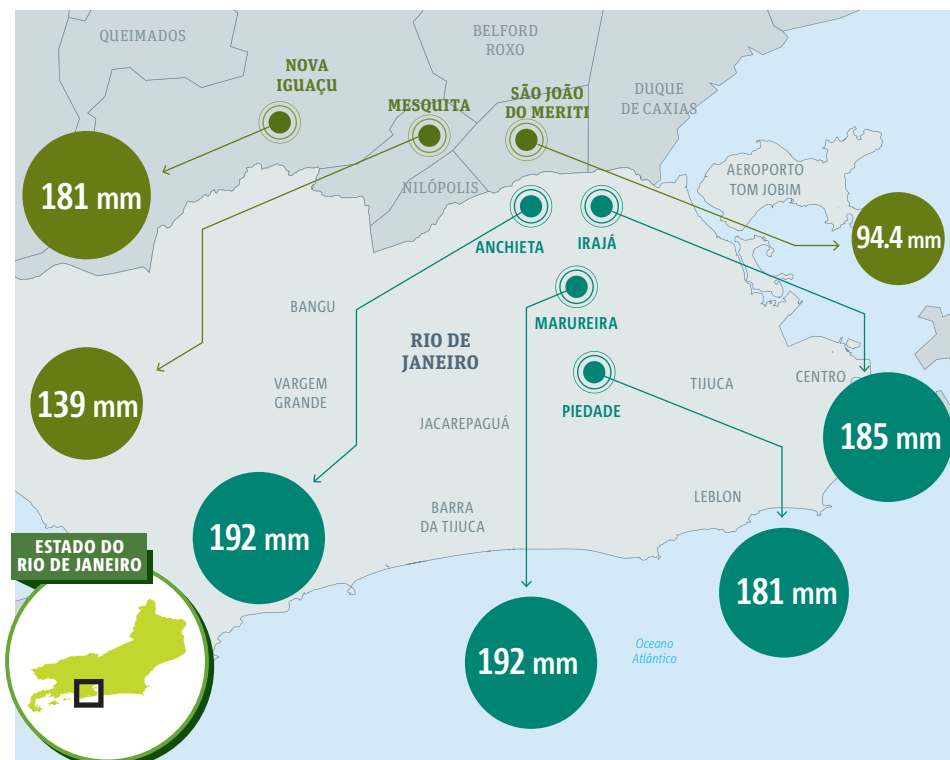 QUEIMADOS
BELFORD
ROXO
NOVA
IGUAÇU
MESQUITA
SÃO JOÃO
DO MERITI
DUQUE
DE CAXIAS
181 mm
NILÓPOLIS
AEROPORTO
TOM JOBIM
ANCHIETA
IRAJÁ
94.4 mm
BANGU
MARUREIRA
RIO DE
JANEIRO
VARGEM
GRANDE
TIJUCA
CENTRO
139 mm
JACAREPAGUÁ
PIEDADE
185 mm
BARRA
DA TIJUCA
LEBLON
192 mm
ESTADO DO
RIO DE JANEIRO
181 mm
192 mm
Oceano
Atlântico